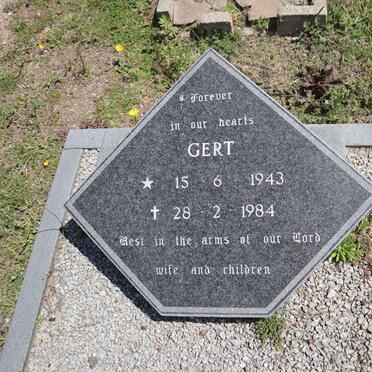 Forever
in our hearts
GERT
★ 15 · 6 · 1943
✝ 28 · 2 · 1984
Rest in the arms of our Lord
wife and children